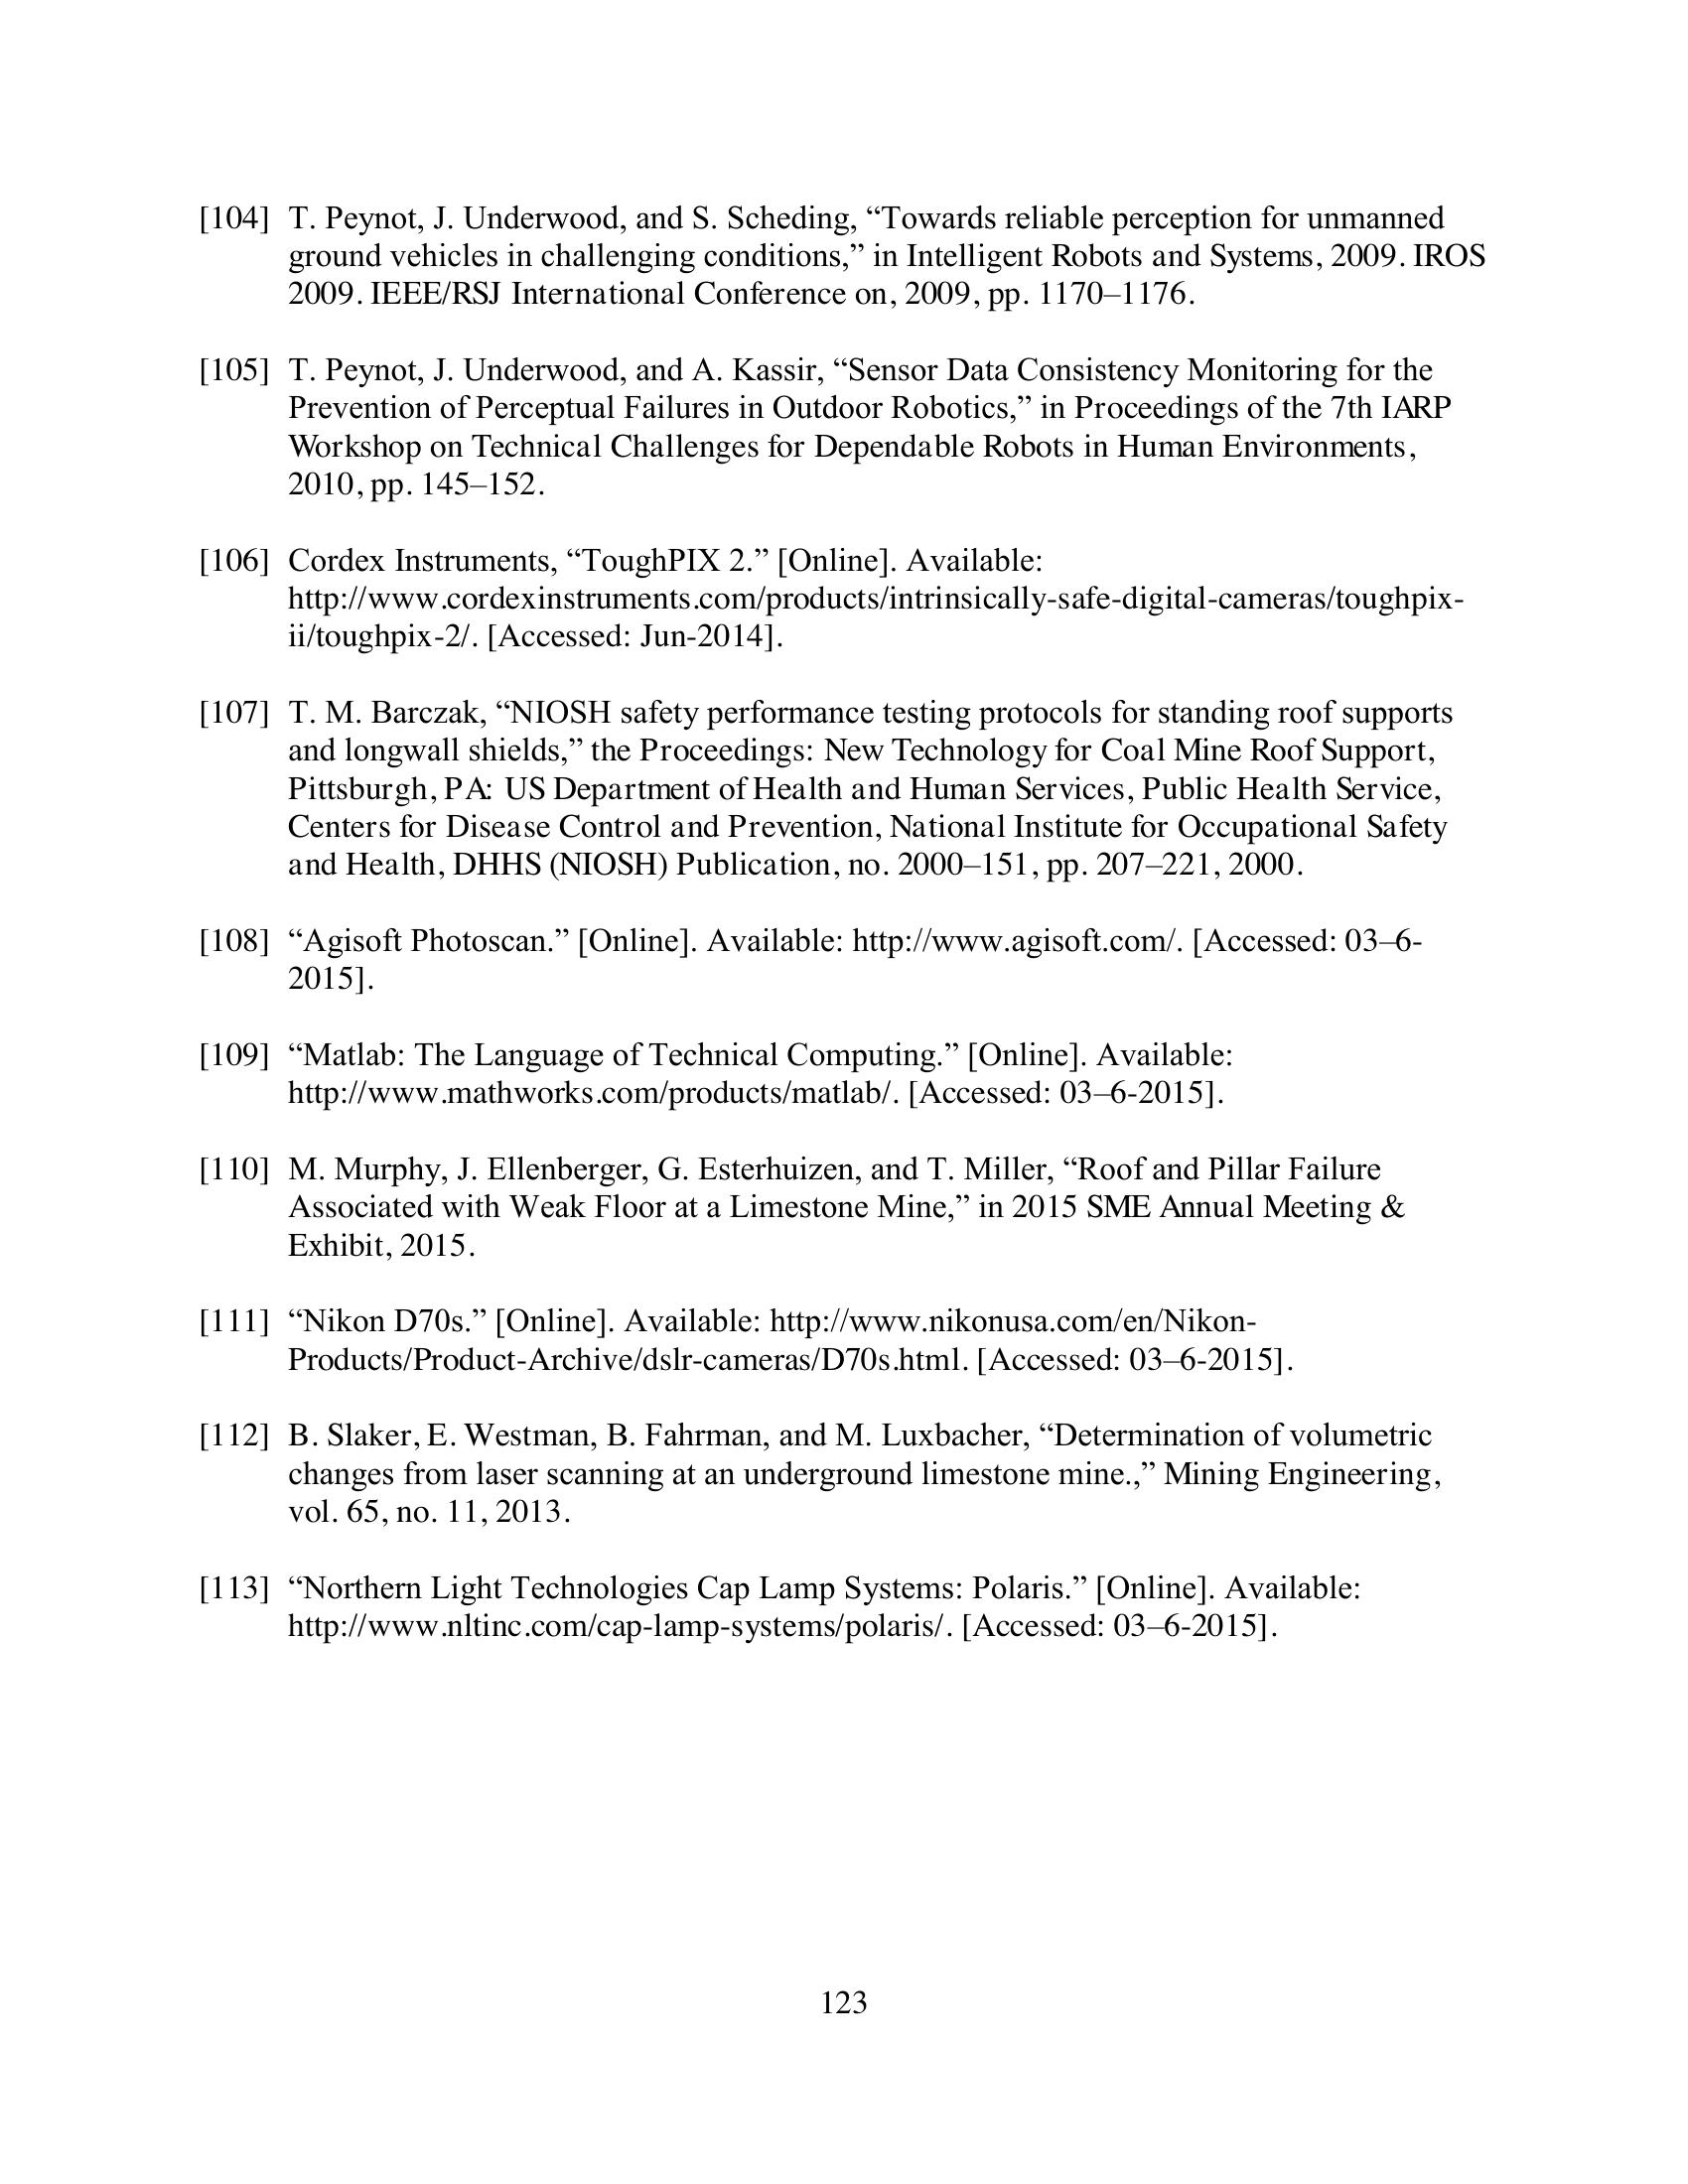 [104] T. Peynot, J. Underwood, and S. Scheding, “Towards reliable perception for unmanned
ground vehicles in challenging conditions,” in Intelligent Robots and Systems, 2009. IROS
2009. IEEE/RSJ International Conference on, 2009, pp. 1170–1176.
[105] T. Peynot, J. Underwood, and A. Kassir, “Sensor Data Consistency Monitoring for the
Prevention of Perceptual Failures in Outdoor Robotics,” in Proceedings of the 7th IARP
Workshop on Technical Challenges for Dependable Robots in Human Environments,
2010, pp. 145–152.
[106] Cordex Instruments, “ToughPIX 2.” [Online]. Available:
http://www.cordexinstruments.com/products/intrinsically-safe-digital-cameras/toughpix-
ii/toughpix-2/. [Accessed: Jun-2014].
[107] T. M. Barczak, “NIOSH safety performance testing protocols for standing roof supports
and longwall shields,” the Proceedings: New Technology for Coal Mine Roof Support,
Pittsburgh, PA: US Department of Health and Human Services, Public Health Service,
Centers for Disease Control and Prevention, National Institute for Occupational Safety
and Health, DHHS (NIOSH) Publication, no. 2000–151, pp. 207–221, 2000.
[108] “Agisoft Photoscan.” [Online]. Available: http://www.agisoft.com/. [Accessed: 03–6-
2015].
[109] “Matlab: The Language of Technical Computing.” [Online]. Available:
http://www.mathworks.com/products/matlab/. [Accessed: 03–6-2015].
[110] M. Murphy, J. Ellenberger, G. Esterhuizen, and T. Miller, “Roof and Pillar Failure
Associated with Weak Floor at a Limestone Mine,” in 2015 SME Annual Meeting &
Exhibit, 2015.
[111] “Nikon D70s.” [Online]. Available: http://www.nikonusa.com/en/Nikon-
Products/Product-Archive/dslr-cameras/D70s.html. [Accessed: 03–6-2015].
[112] B. Slaker, E. Westman, B. Fahrman, and M. Luxbacher, “Determination of volumetric
changes from laser scanning at an underground limestone mine.,” Mining Engineering,
vol. 65, no. 11, 2013.
[113] “Northern Light Technologies Cap Lamp Systems: Polaris.” [Online]. Available:
http://www.nltinc.com/cap-lamp-systems/polaris/. [Accessed: 03–6-2015].
123